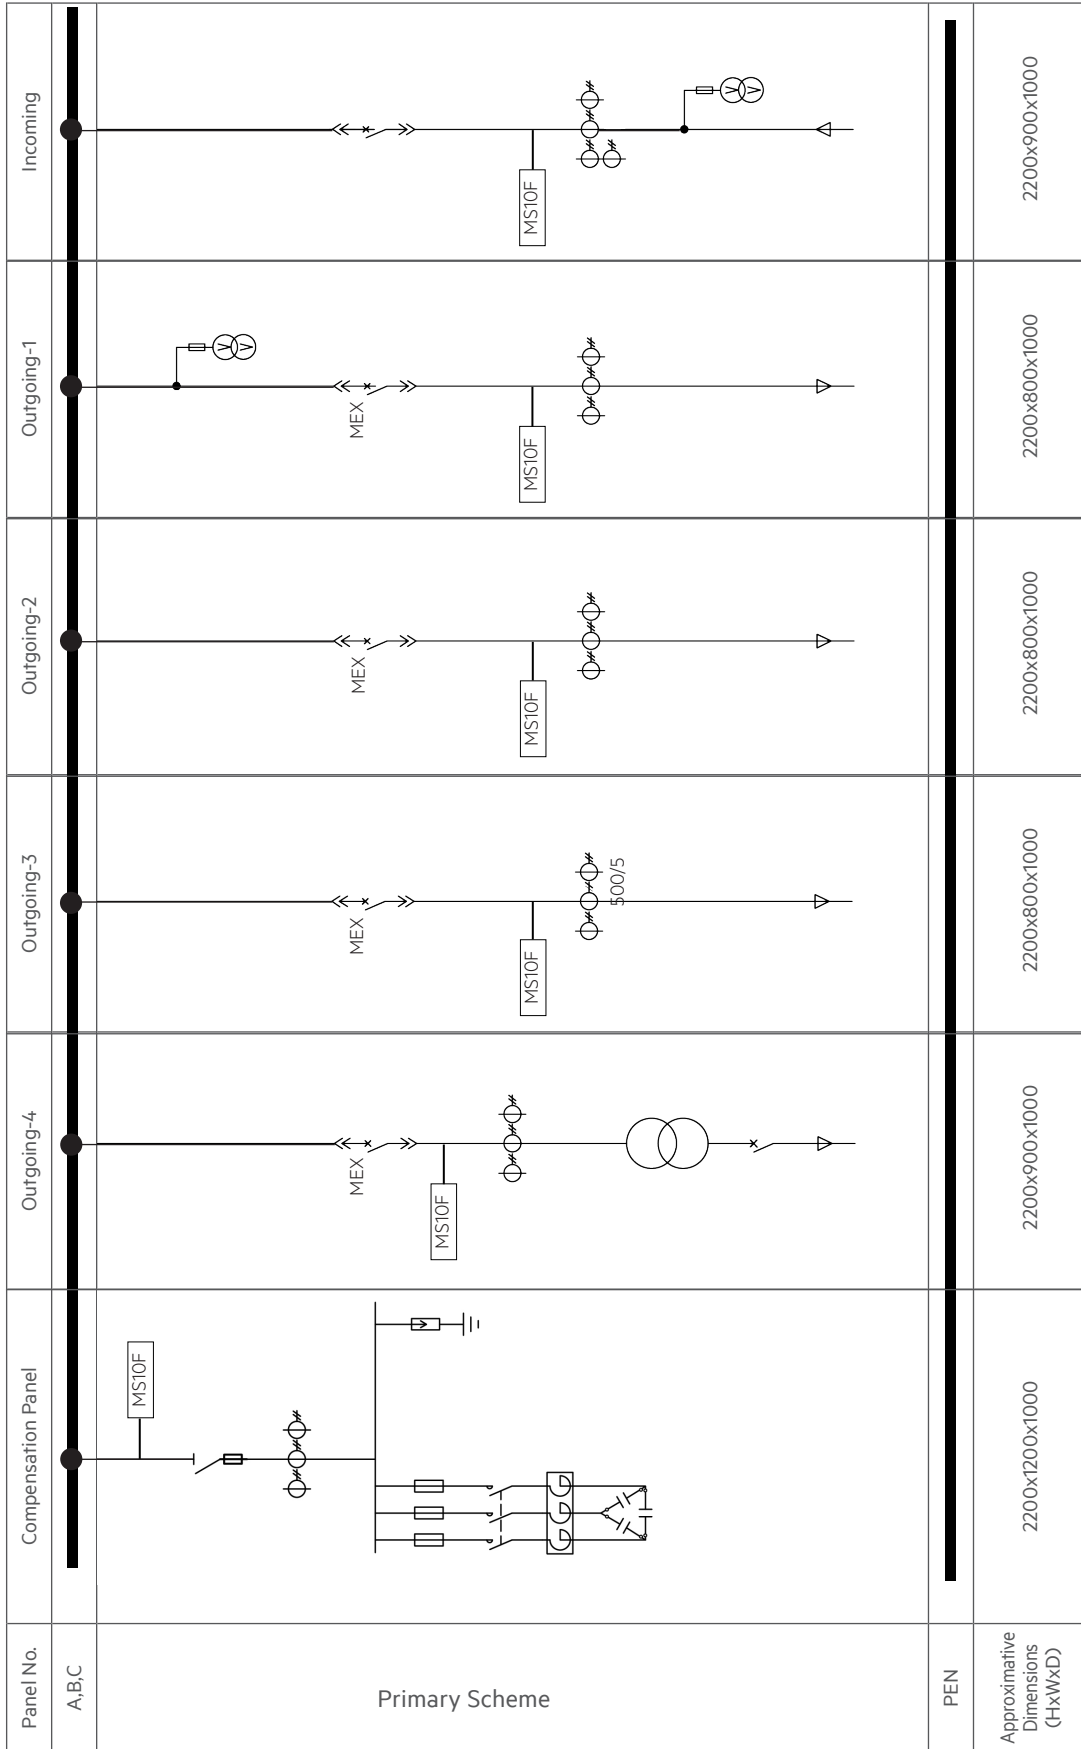 Panel No.
Compensation Panel
Outgoing-4
Outgoing-3
Outgoing-2
Outgoing-1
Incoming
A,B,C
Primary Scheme
MS10F
MEX
MS10F
MEX
MS10F
500/5
MEX
MS10F
V
V
MEX
MS10F
MS10F
V
V
PEN
Approximative
Dimensions
(HxWxD)
2200x1200x1000
2200x900x1000
2200x800x1000
2200x800x1000
2200x800x1000
2200x900x1000